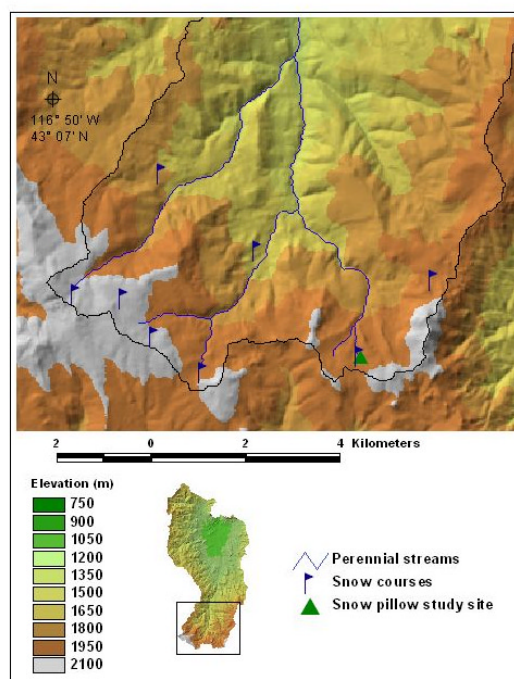 N
116° 50' W
43° 07' N
2 0 2 4 Kilometers
Elevation (m)
750
900
1050
1200
1350
1500
1650
1800
1950
2100
Perennial streams
Snow courses
Snow pillow study site